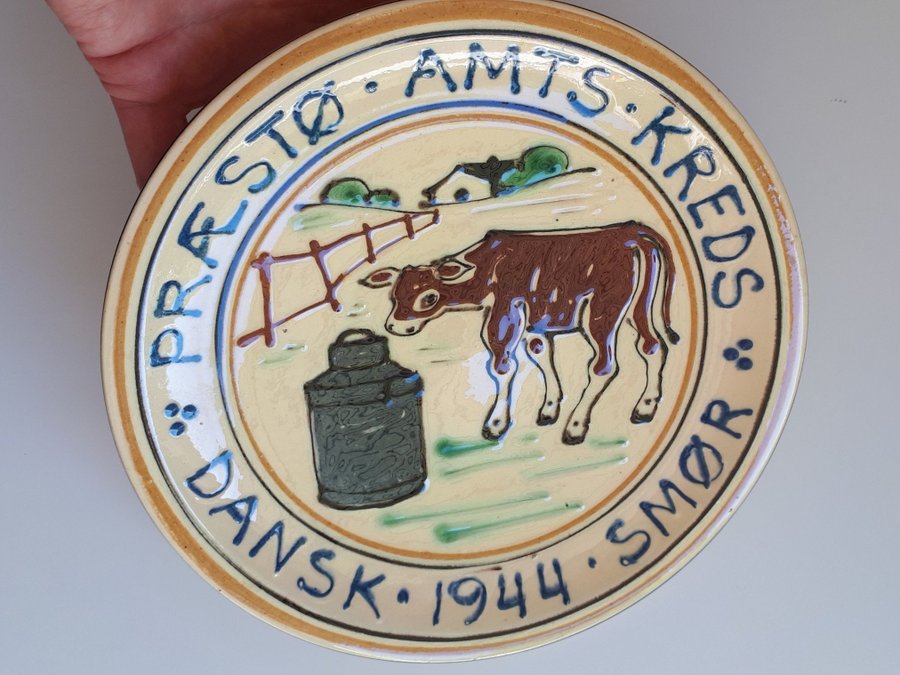 PRÆSTØ · AMTS · KREDS
DANSK · 1944 · SMØR